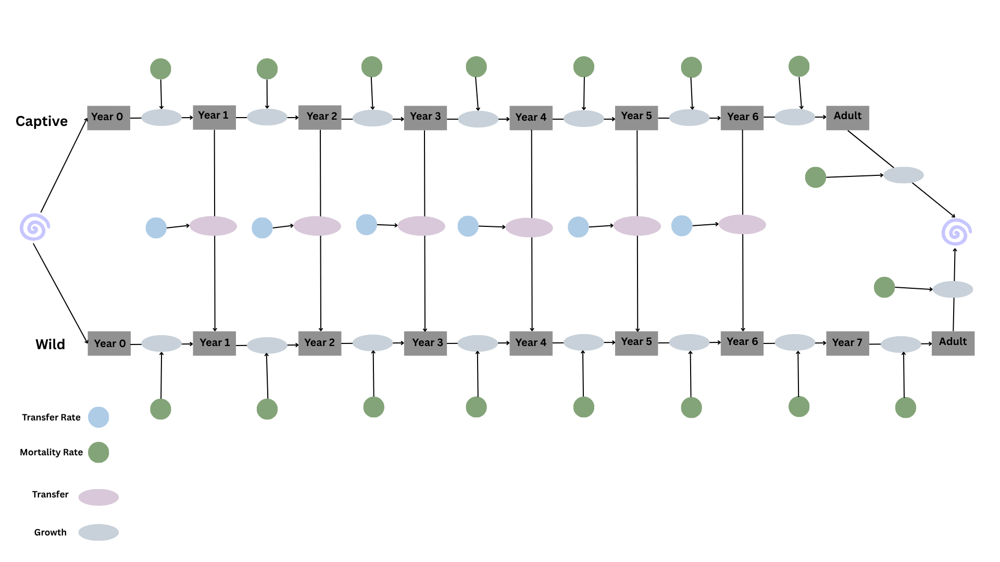 Captive
Year 0
Year 1
Year 2
Year 3
Year 4
Year 5
Year 6
Adult
Wild
Year 0
Year 1
Year 2
Year 3
Year 4
Year 5
Year 6
Year 7
Adult
Transfer Rate
Mortality Rate
Transfer
Growth